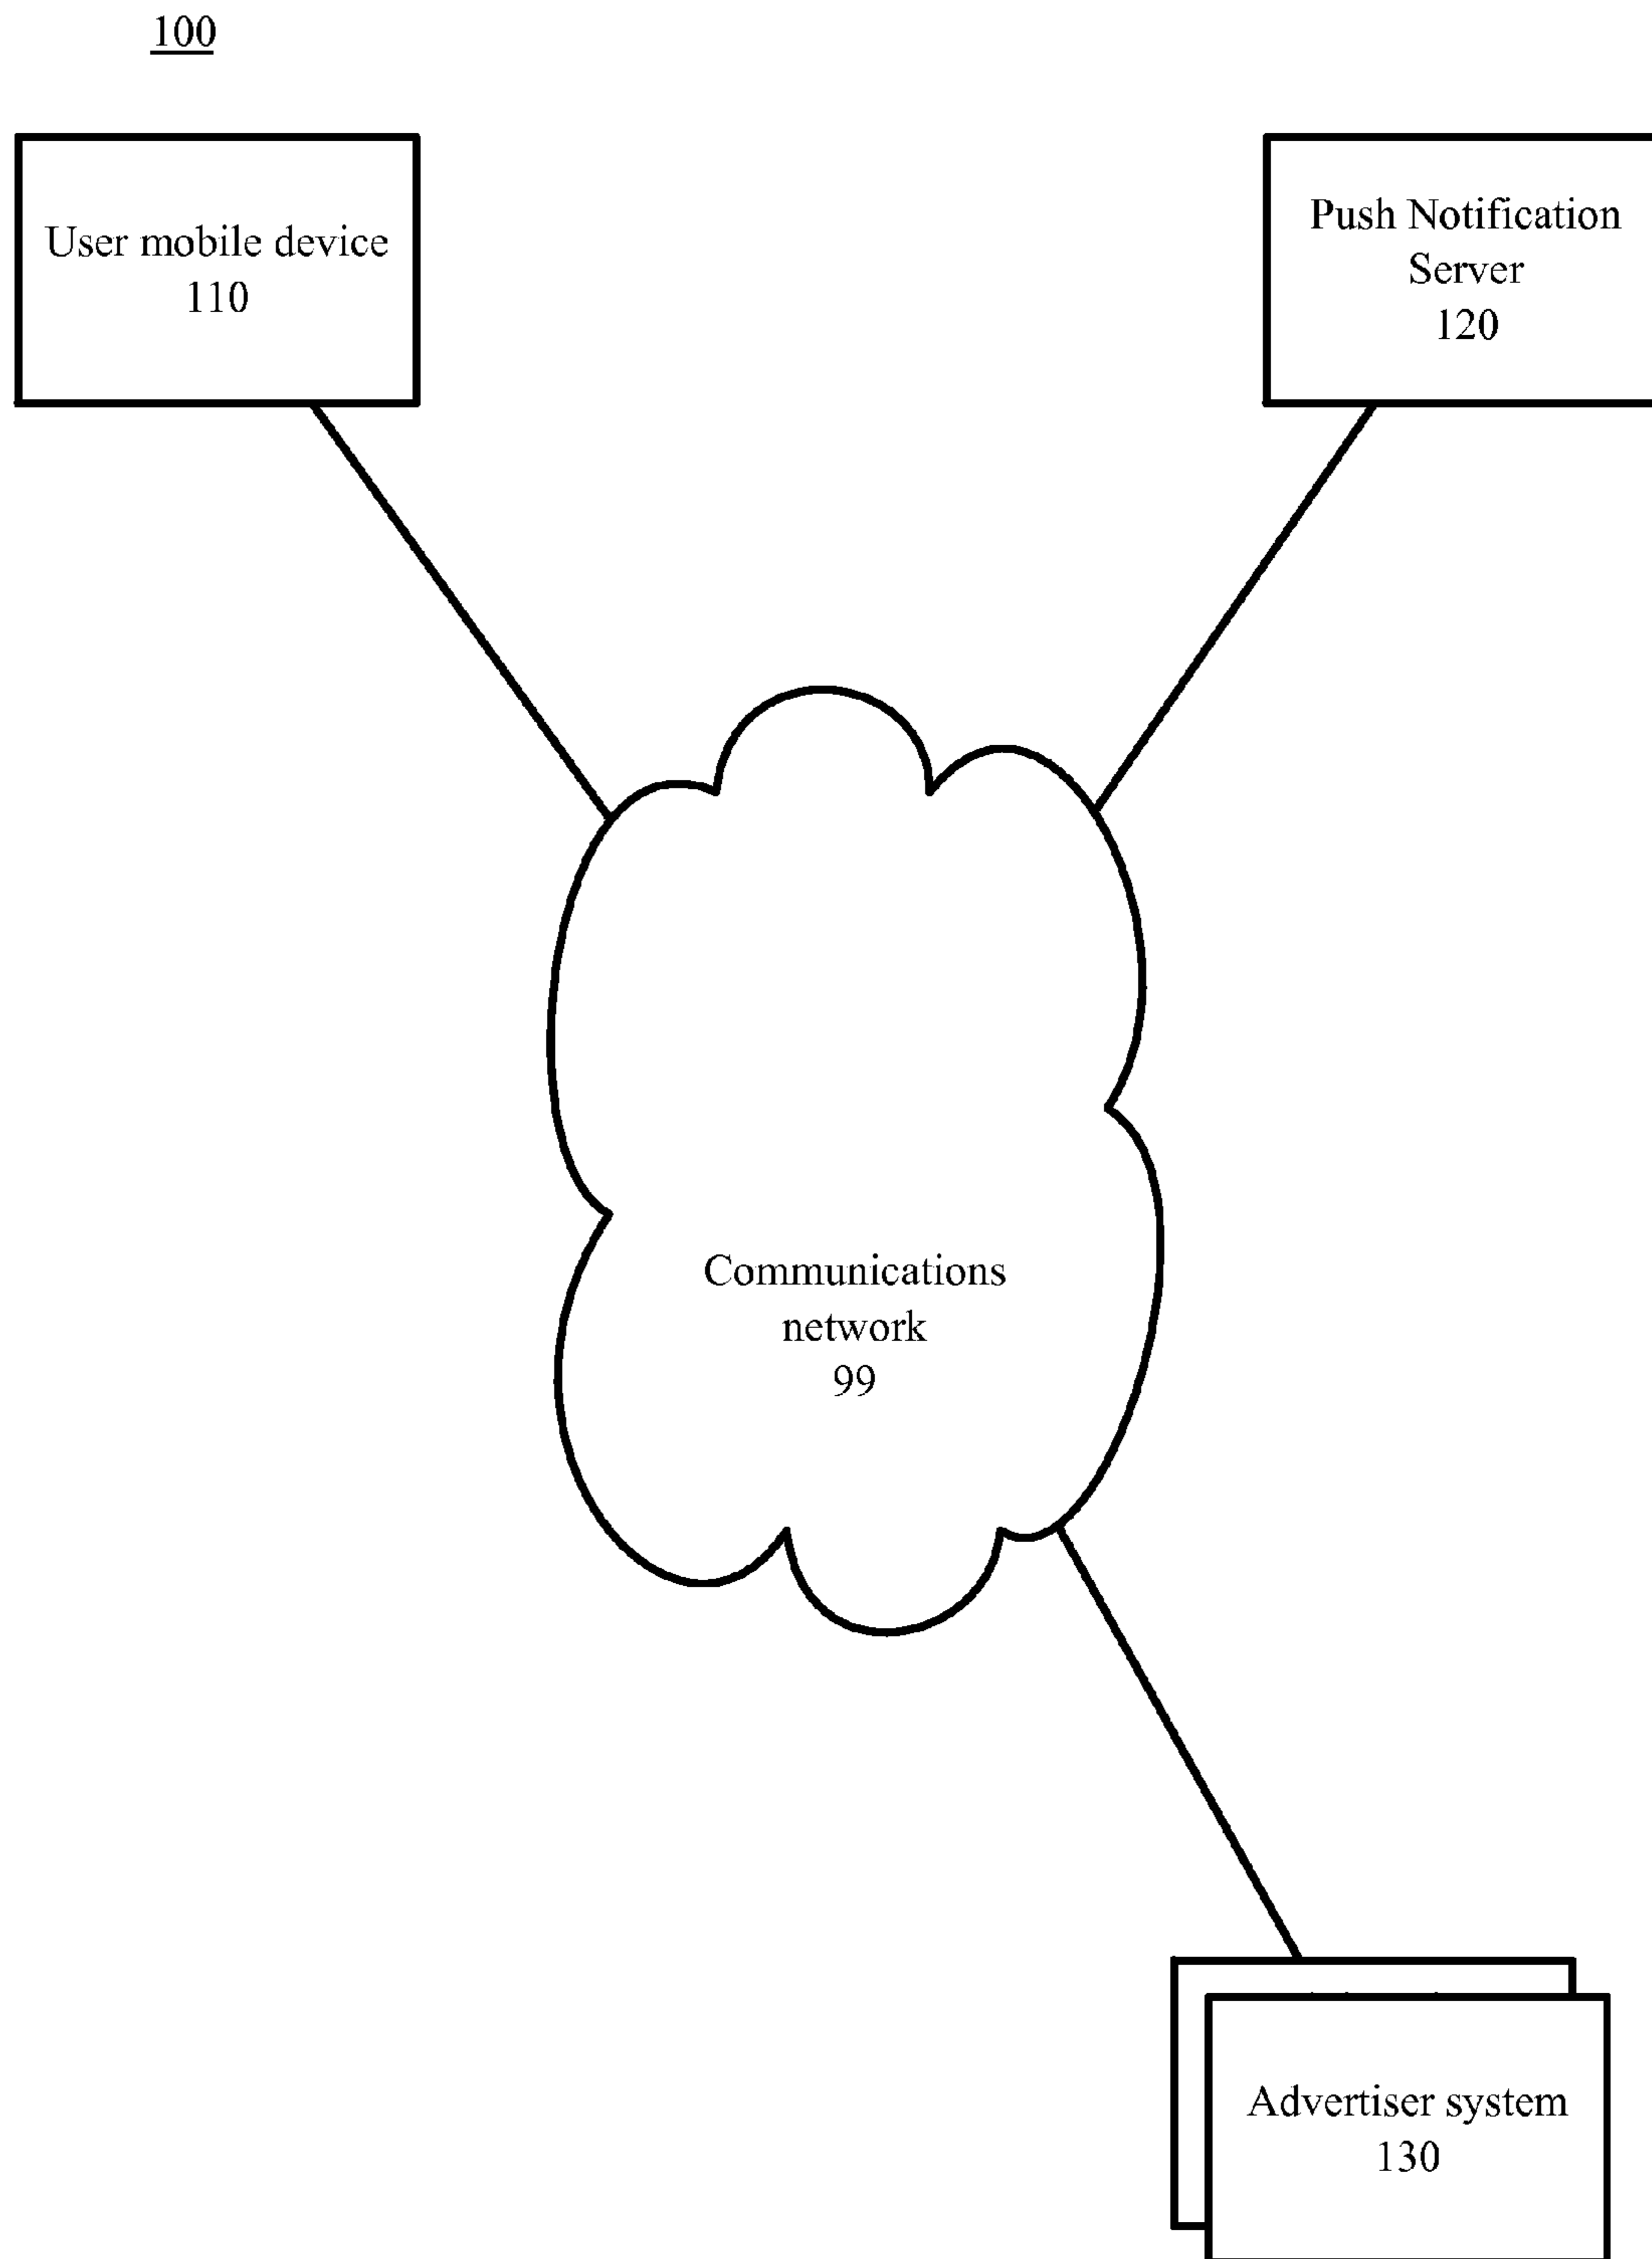 100
User mobile device
110
Push Notification
Server
120
Communications
network
99
Advertiser system
130